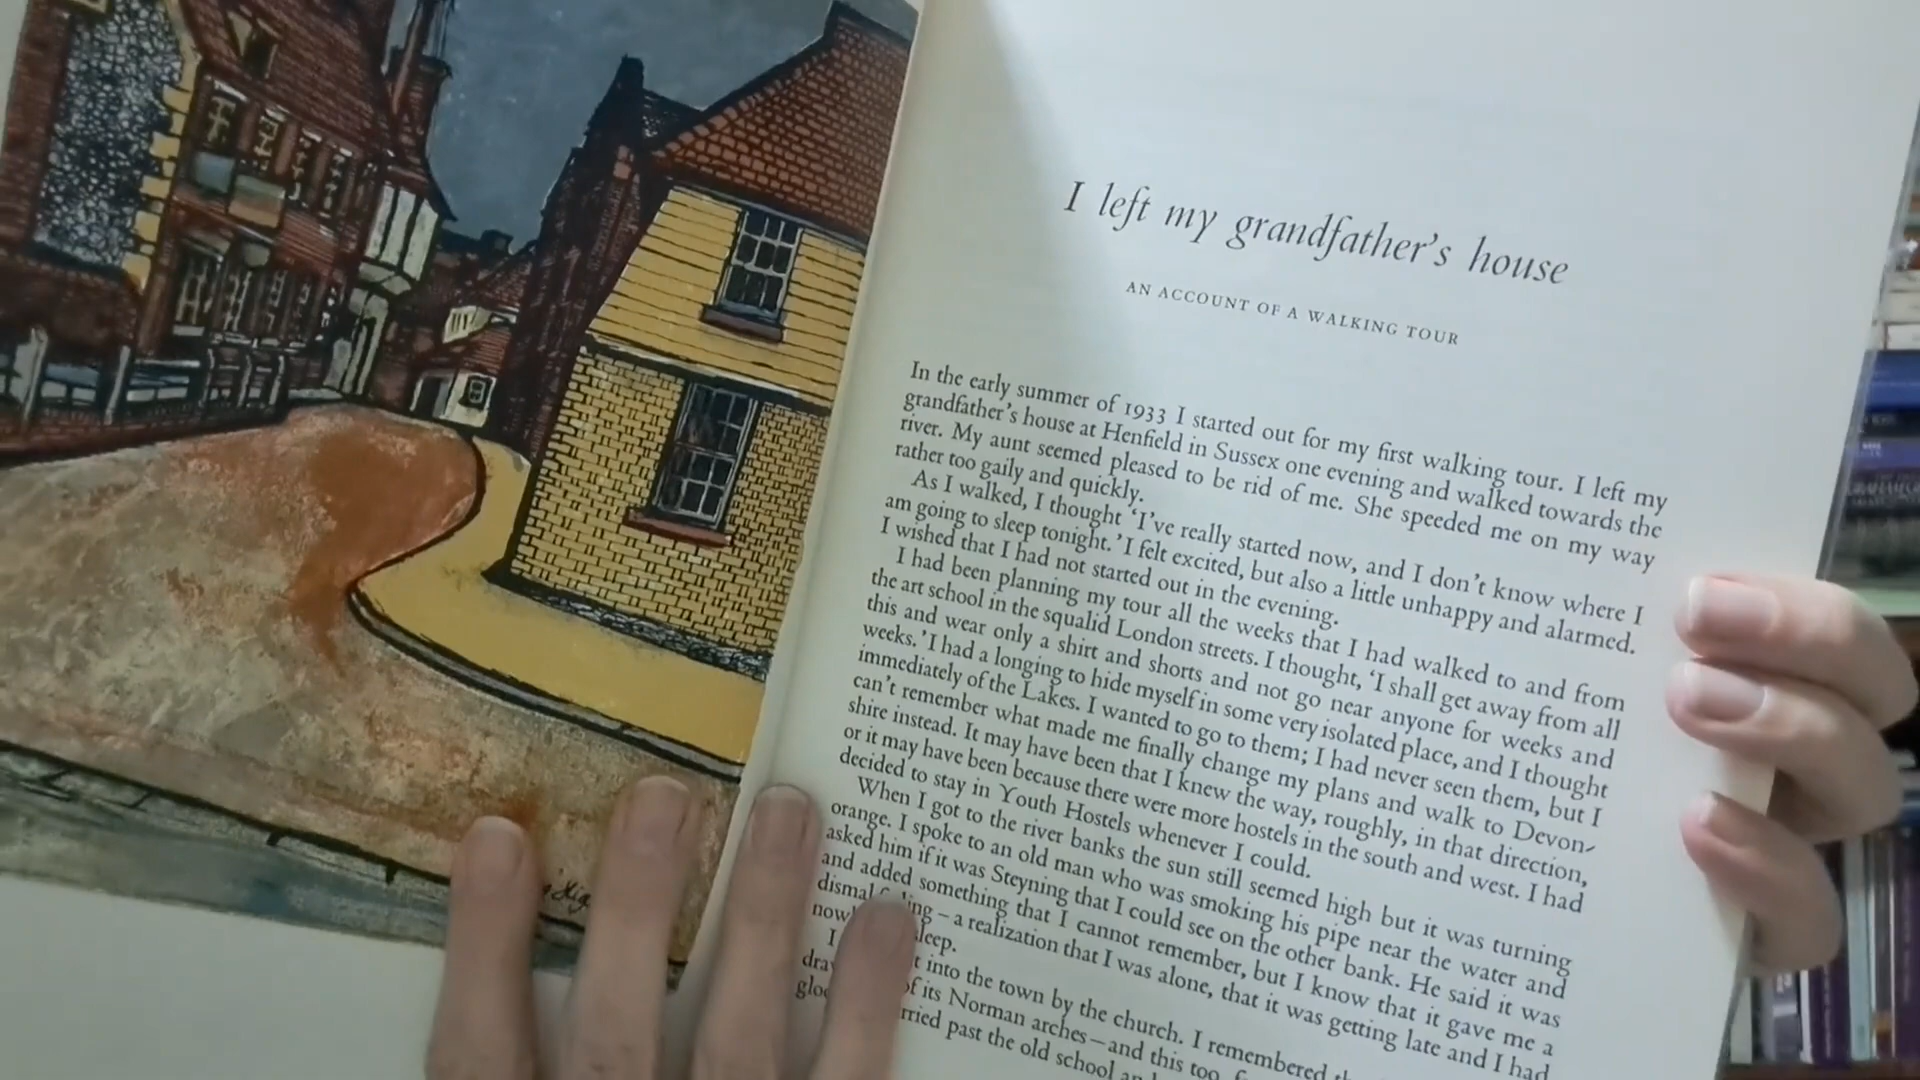 I left my grandfather's house
AN ACCOUNT OF A WALKING TOUR
In the early summer of 1933 I started out for my first walking tour. I left my
grandfather's house at Henfield in Sussex one evening and walked towards the
river. My aunt seemed pleased to be rid of me. She speeded me on my way
rather too gaily and quickly.
As I walked, I thought 'I've really started now, and I don't know where I
am going to sleep tonight.' I felt excited, but also a little unhappy and alarmed.
I wished that I had not started out in the evening.
I had been planning my tour all the weeks that I had walked to and from
the art school in the squalid London streets. I thought, 'I shall get away from all
this and wear only a shirt and shorts and not go near anyone for weeks and
weeks.' I had a longing to hide myself in some very isolated place, and I thought
immediately of the Lakes. I wanted to go to them; I had never seen them, but I
can't remember what made me finally change my plans and walk to Devon-
shire instead. It may have been that I knew the way, roughly, in that direction,
or it may have been because there were more hostels in the south and west. I had
decided to stay in Youth Hostels whenever I could.
When I got to the river banks the sun still seemed high but it was turning
orange. I spoke to an old man who was smoking his pipe near the water and
asked him if it was Steyning that I could see on the other bank. He said it was
and added something that I cannot remember, but I know that it gave me a
dismal – a realization that I was alone, that it was getting late and I had
sleep.
I into the town by the church. I remembered
of its Norman arches – and this too,
past the old school